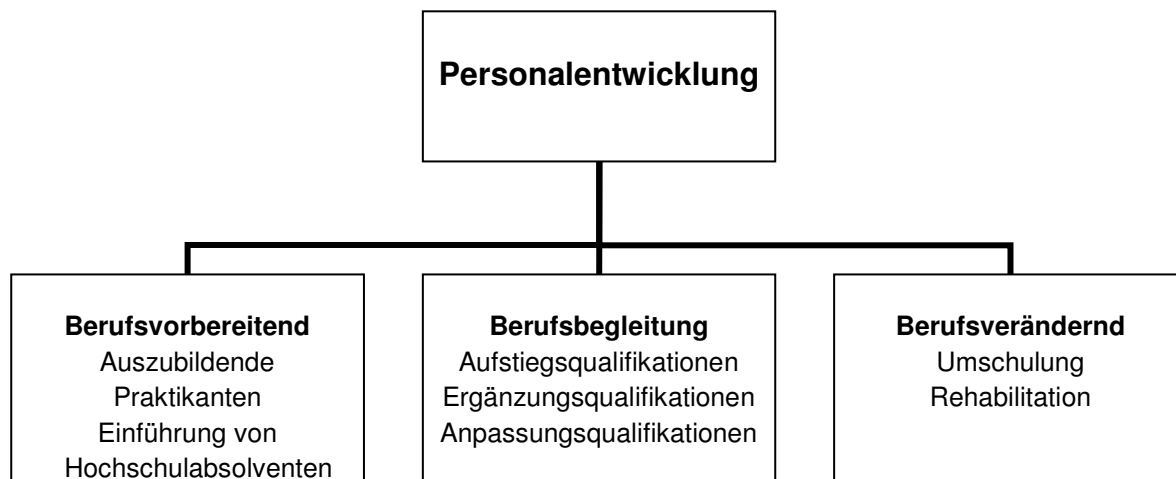 Personalentwicklung
Berufsvorbereitend
Auszubildende
Praktikanten
Einführung von
Hochschulabsolventen
Berufsbegleitung
Aufstiegsqualifikationen
Ergänzungsqualifikationen
Anpassungsqualifikationen
Berufsverändernd
Umschulung
Rehabilitation